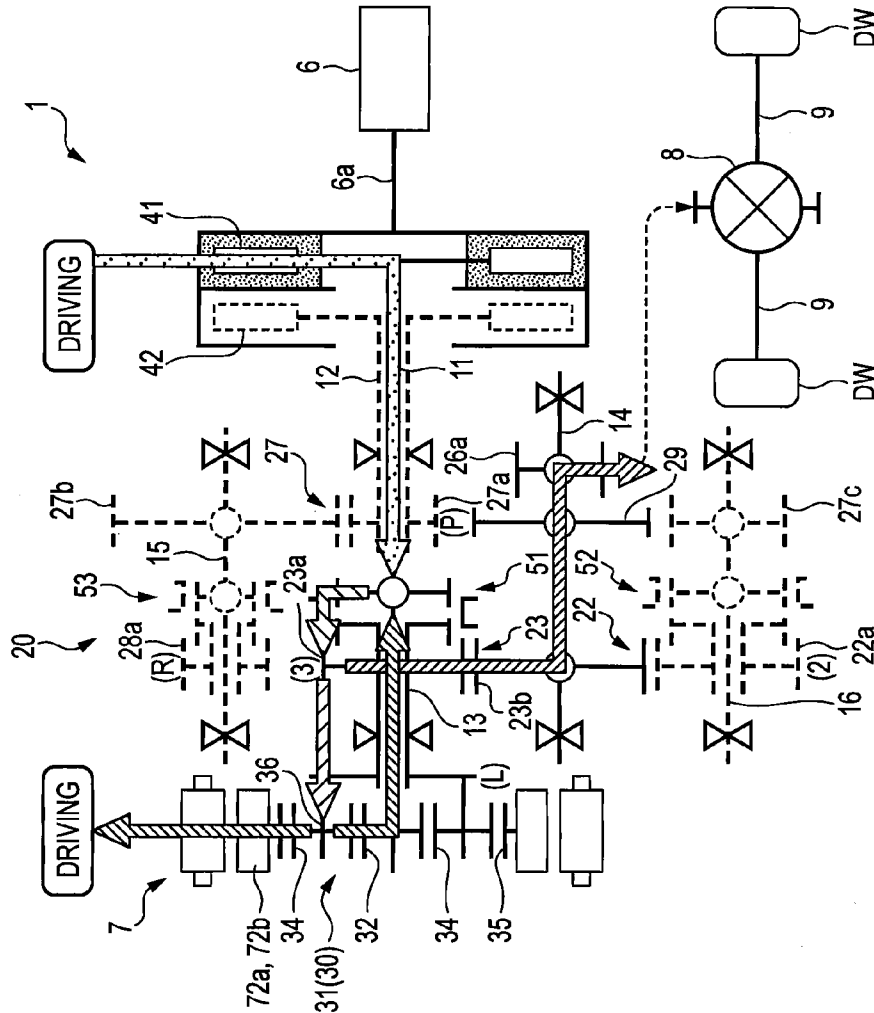 1
6
6a
DRIVING
41
42
12
11
27b
27
27a
(P)
15
23a
53
20
28a
(R)
(3)
51
23
23b
13
26a
14
29
52
22
27c
22a
(2)
16
8
9
9
DW
DW
DRIVING
7
72a, 72b
34
36
31(30)
32
34
35
(L)